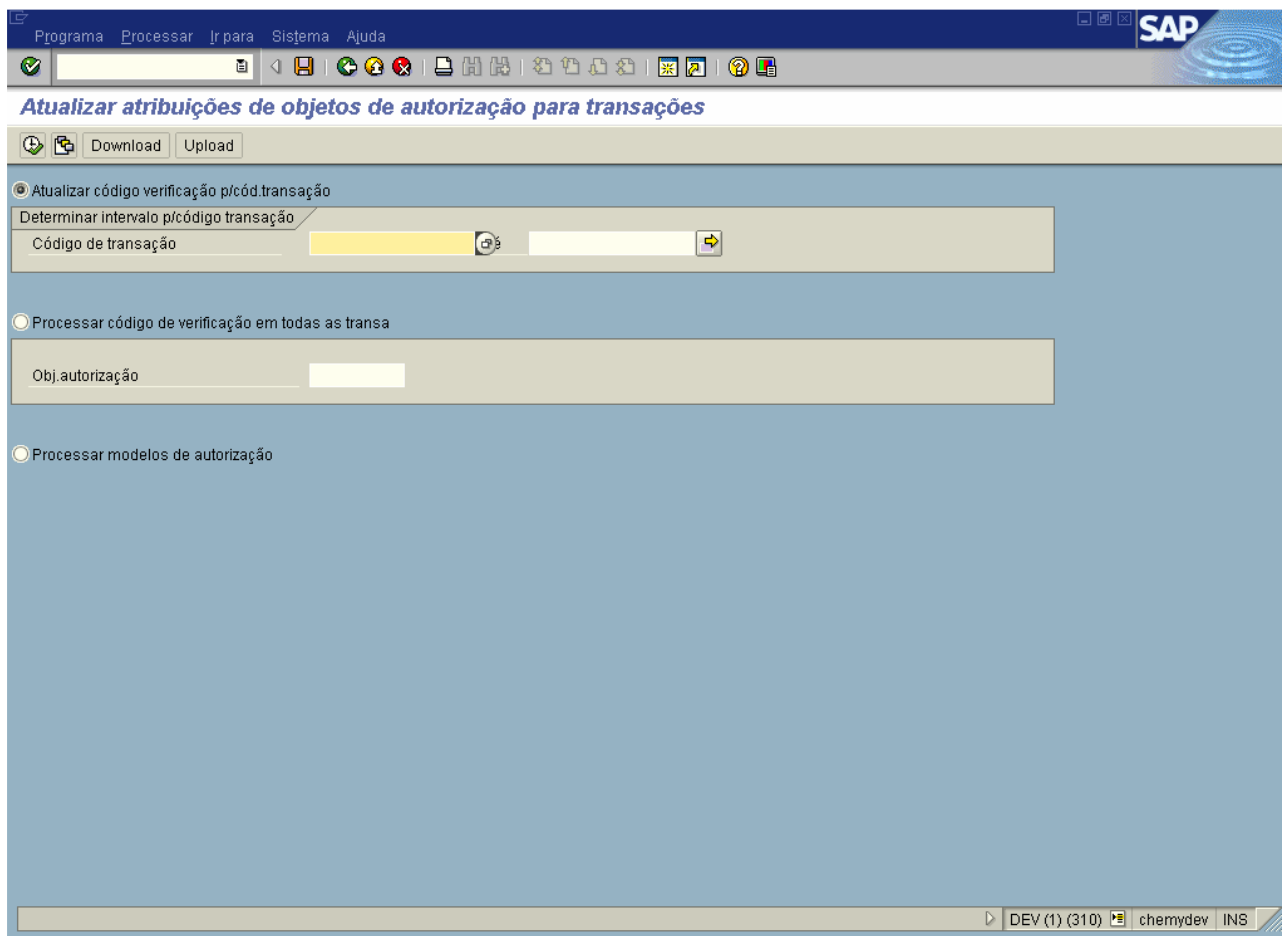 Programa Processar Ir para Sistema Ajuda
SAP
Atualizar atribuições de objetos de autorização para transações
Download Upload
Atualizar código verificação p/cód.transação
Determinar intervalo p/código transação
Código de transação é
Processar código de verificação em todas as transa
Obj.autorização
Processar modelos de autorização
DEV (1) (310) chemydev INS